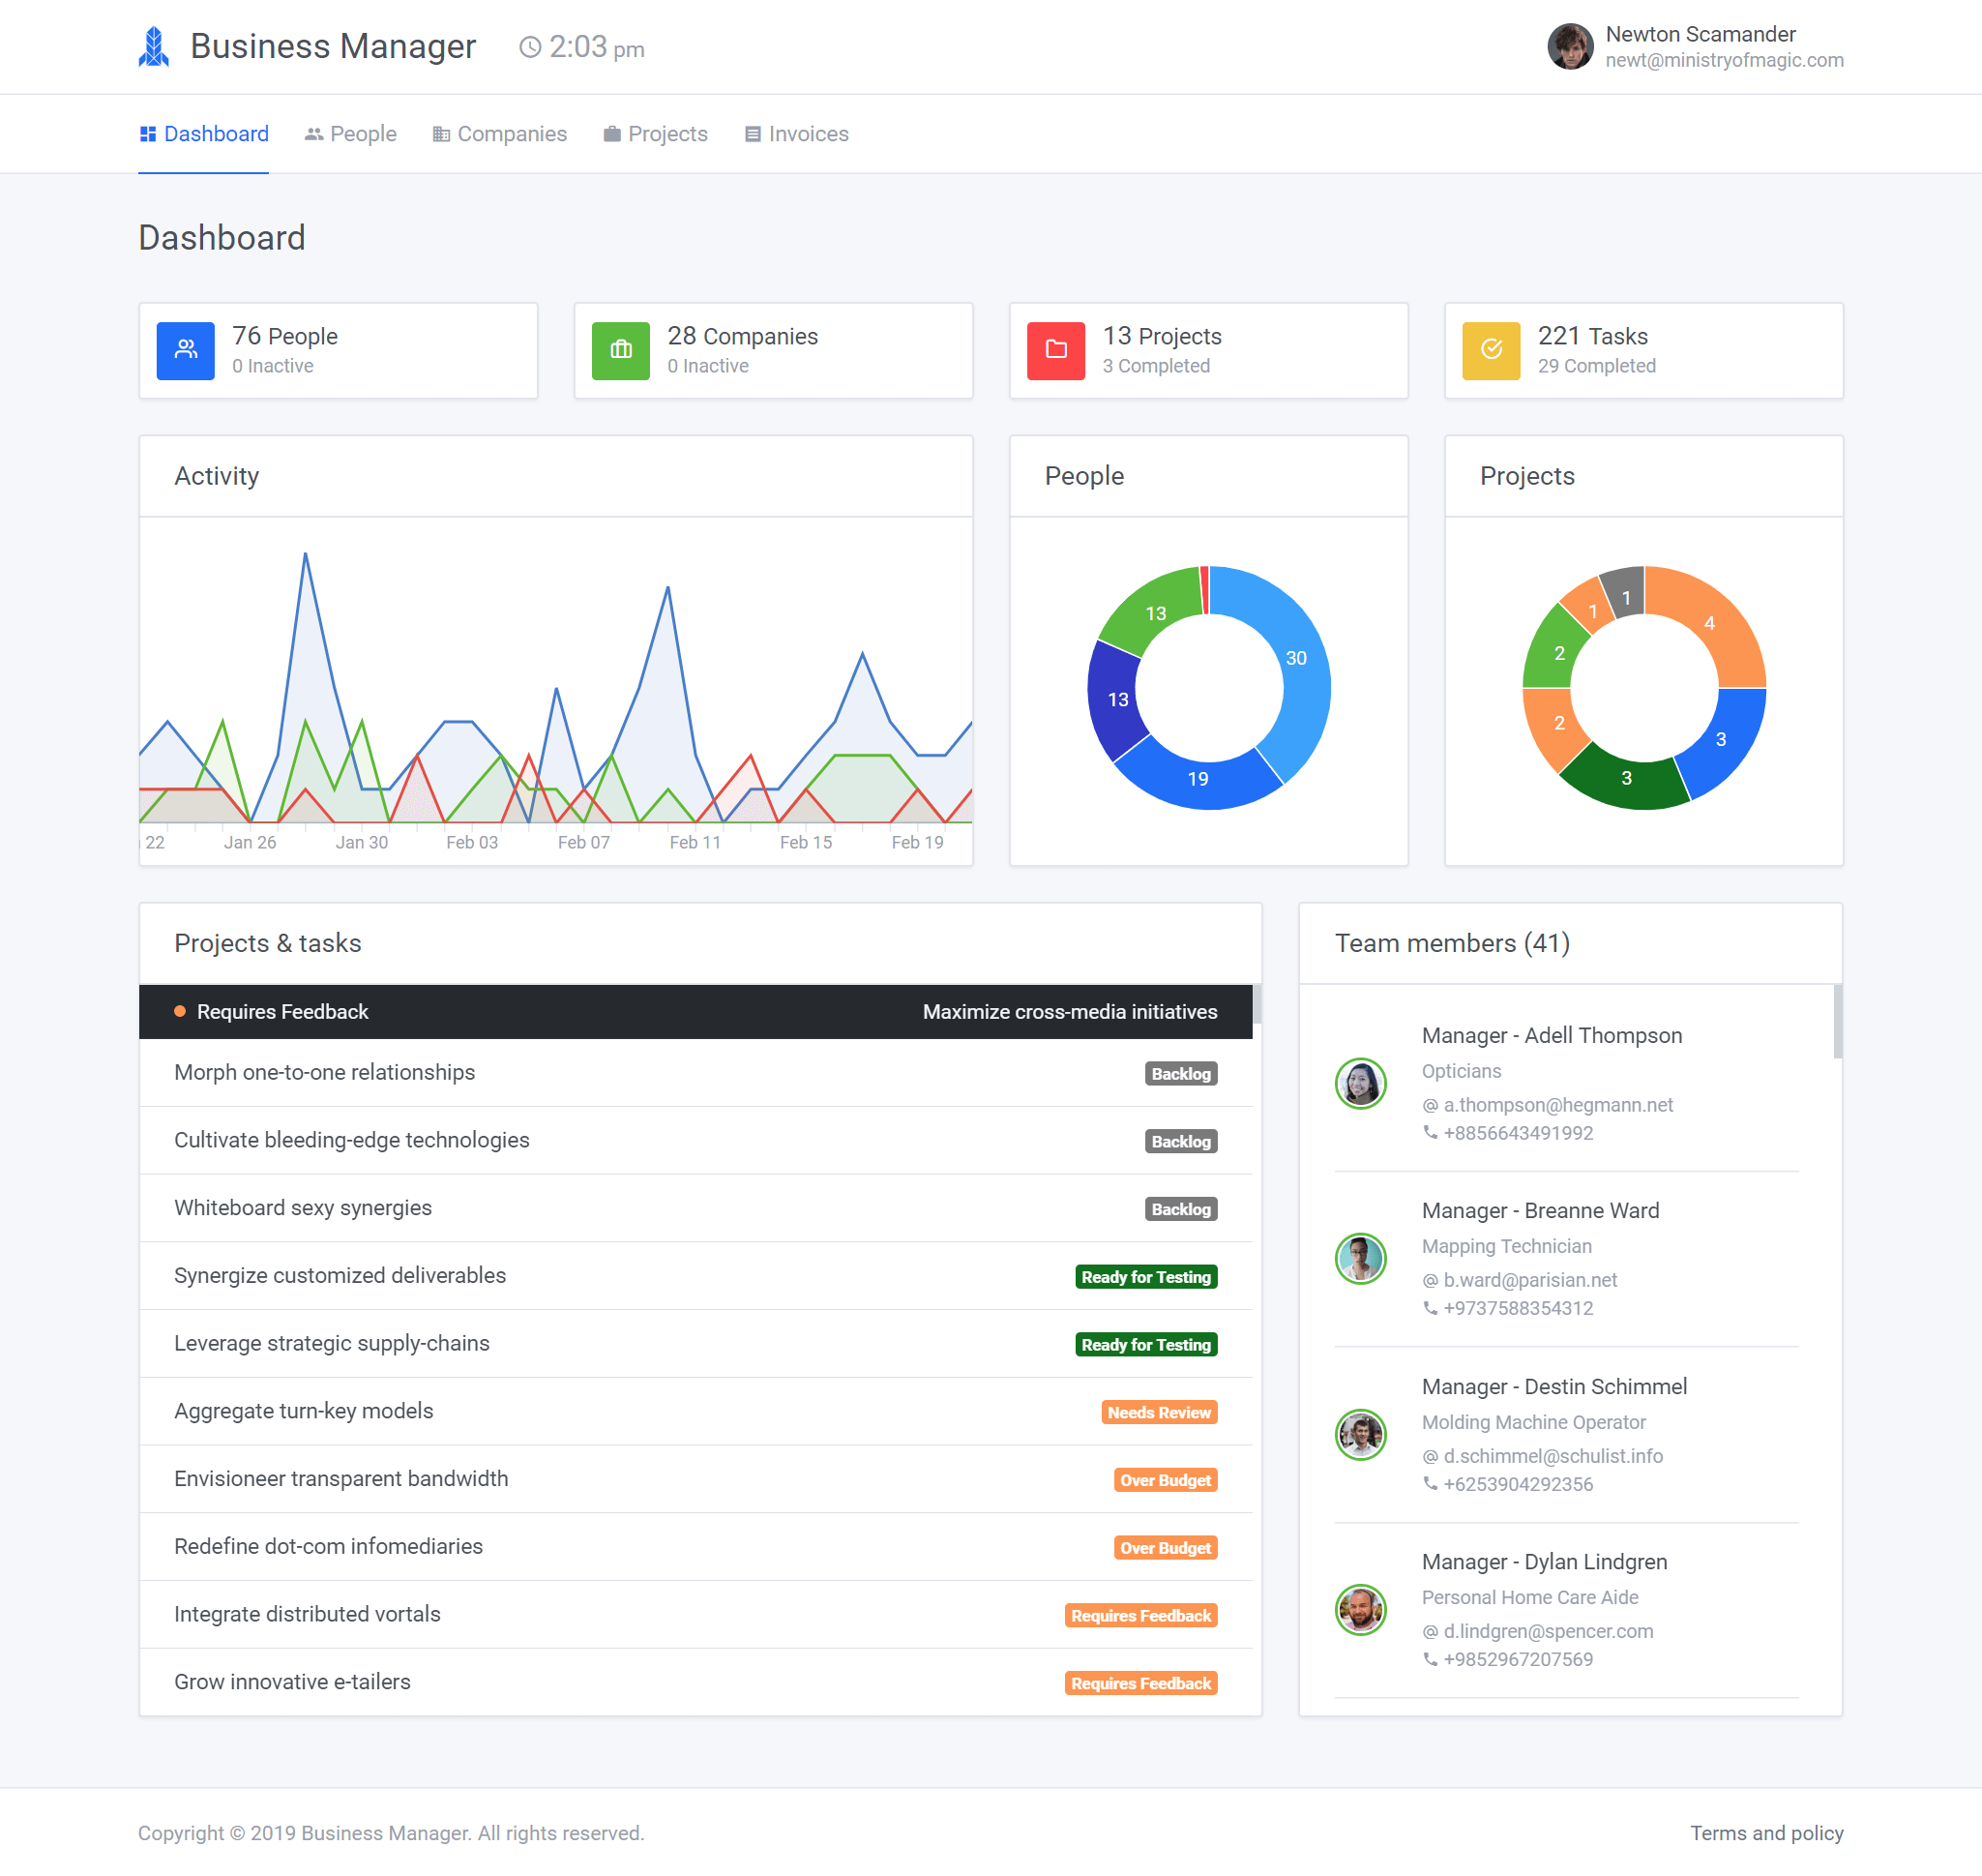 Business Manager
2:03 pm
Newton Scamander
newt@ministryofmagic.com
Dashboard
People
Companies
Projects
Invoices
Dashboard
76 People
0 Inactive
28 Companies
0 Inactive
13 Projects
3 Completed
221 Tasks
29 Completed
Activity
22
Jan 26
Jan 30
Feb 03
Feb 07
Feb 11
Feb 15
Feb 19
People
13
30
13
19
Projects
1
1
4
2
2
3
3
Projects & tasks
Requires Feedback
Maximize cross-media initiatives
Morph one-to-one relationships
Backlog
Cultivate bleeding-edge technologies
Backlog
Whiteboard sexy synergies
Backlog
Synergize customized deliverables
Ready for Testing
Leverage strategic supply-chains
Ready for Testing
Aggregate turn-key models
Needs Review
Envisioneer transparent bandwidth
Over Budget
Redefine dot-com infomediaries
Over Budget
Integrate distributed vortals
Requires Feedback
Grow innovative e-tailers
Requires Feedback
Team members (41)
Manager - Adell Thompson
Opticians
@ a.thompson@hegmann.net
+8856643491992
Manager - Breanne Ward
Mapping Technician
@ b.ward@parisian.net
+9737588354312
Manager - Destin Schimmel
Molding Machine Operator
@ d.schimmel@schulist.info
+6253904292356
Manager - Dylan Lindgren
Personal Home Care Aide
@ d.lindgren@spencer.com
+9852967207569
Copyright © 2019 Business Manager. All rights reserved.
Terms and policy